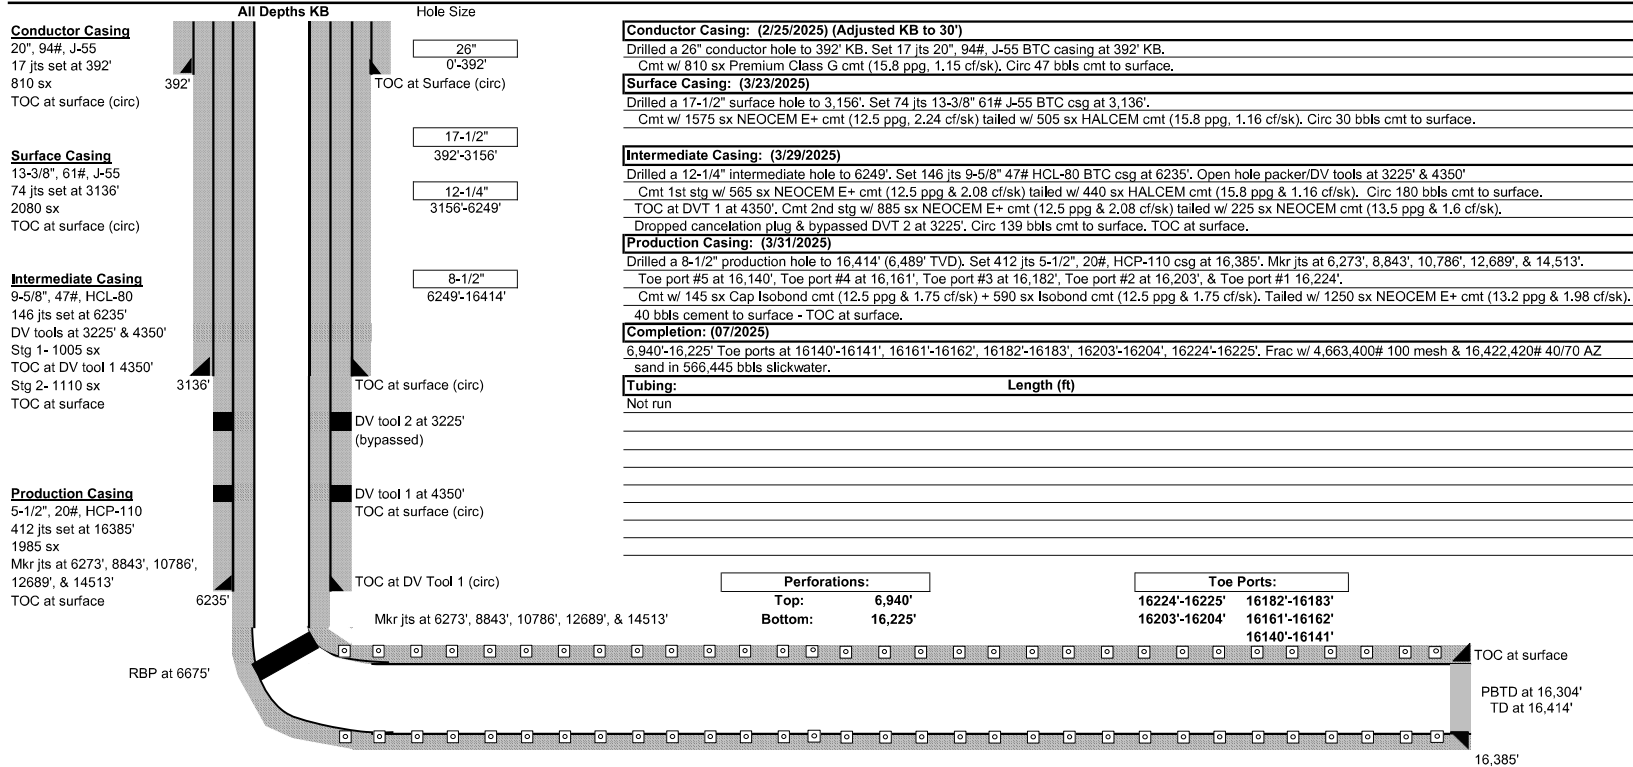 All Depths KB
Hole Size
Conductor Casing
20", 94#, J-55
17 jts set at 392'
810 sx
TOC at surface (circ)
392'
26"
0'-392'
TOC at Surface (circ)
17-1/2"
392'-3156'
Surface Casing
13-3/8", 61#, J-55
74 jts set at 3136'
2080 sx
TOC at surface (circ)
12-1/4"
3156'-6249'
Intermediate Casing
9-5/8", 47#, HCL-80
146 jts set at 6235'
DV tools at 3225' & 4350'
Stg 1- 1005 sx
TOC at DV tool 1 4350'
Stg 2- 1110 sx
TOC at surface
3136'
8-1/2"
6249'-16414'
TOC at surface (circ)
DV tool 2 at 3225'
(bypassed)
Production Casing
5-1/2", 20#, HCP-110
412 jts set at 16385'
1985 sx
Mkr jts at 6273', 8843', 10786',
12689', & 14513'
TOC at surface
6235'
DV tool 1 at 4350'
TOC at surface (circ)
TOC at DV Tool 1 (circ)
Conductor Casing: (2/25/2025) (Adjusted KB to 30')
Drilled a 26" conductor hole to 392' KB. Set 17 jts 20", 94#, J-55 BTC casing at 392' KB.
Cmt w/ 810 sx Premium Class G cmt (15.8 ppg, 1.15 cf/sk). Circ 47 bbls cmt to surface.
Surface Casing: (3/23/2025)
Drilled a 17-1/2" surface hole to 3,156'. Set 74 jts 13-3/8" 61# J-55 BTC csg at 3,136'.
Cmt w/ 1575 sx NEOCEM E+ cmt (12.5 ppg, 2.24 cf/sk) tailed w/ 505 sx HALCEM cmt (15.8 ppg, 1.16 cf/sk). Circ 30 bbls cmt to surface.
Intermediate Casing: (3/29/2025)
Drilled a 12-1/4" intermediate hole to 6249'. Set 146 jts 9-5/8" 47# HCL-80 BTC csg at 6235'. Open hole packer/DV tools at 3225' & 4350'
Cmt 1st stg w/ 565 sx NEOCEM E+ cmt (12.5 ppg & 2.08 cf/sk) tailed w/ 440 sx HALCEM cmt (15.8 ppg & 1.16 cf/sk). Circ 180 bbls cmt to surface.
TOC at DVT 1 at 4350'. Cmt 2nd stg w/ 885 sx NEOCEM E+ cmt (12.5 ppg & 2.08 cf/sk) tailed w/ 225 sx NEOCEM cmt (13.5 ppg & 1.6 cf/sk).
Dropped cancelation plug & bypassed DVT 2 at 3225'. Circ 139 bbls cmt to surface. TOC at surface.
Production Casing: (3/31/2025)
Drilled a 8-1/2" production hole to 16,414' (6,489' TVD). Set 412 jts 5-1/2", 20#, HCP-110 csg at 16,385'. Mkr jts at 6,273', 8,843', 10,786', 12,689', & 14,513'.
Toe port #5 at 16,140', Toe port #4 at 16,161', Toe port #3 at 16,182', Toe port #2 at 16,203', & Toe port #1 16,224'.
Cmt w/ 145 sx Cap Isobond cmt (12.5 ppg & 1.75 cf/sk) + 590 sx Isobond cmt (12.5 ppg & 1.75 cf/sk). Tailed w/ 1250 sx NEOCEM E+ cmt (13.2 ppg & 1.98 cf/sk).
40 bbls cement to surface - TOC at surface.
Completion: (07/2025)
6,940'-16,225' Toe ports at 16140'-16141', 16161'-16162', 16182'-16183', 16203'-16204', 16224'-16225'. Frac w/ 4,663,400# 100 mesh & 16,422,420# 40/70 AZ
sand in 566,445 bbls slickwater.
Tubing: Length (ft)
Not run
Perforations:
Top: 6,940'
Bottom: 16,225'
Toe Ports:
16224'-16225' 16182'-16183'
16203'-16204' 16161'-16162'
16140'-16141'
Mkr jts at 6273', 8843', 10786', 12689', & 14513'
RBP at 6675'
TOC at surface
PBTD at 16,304'
TD at 16,414'
16,385'